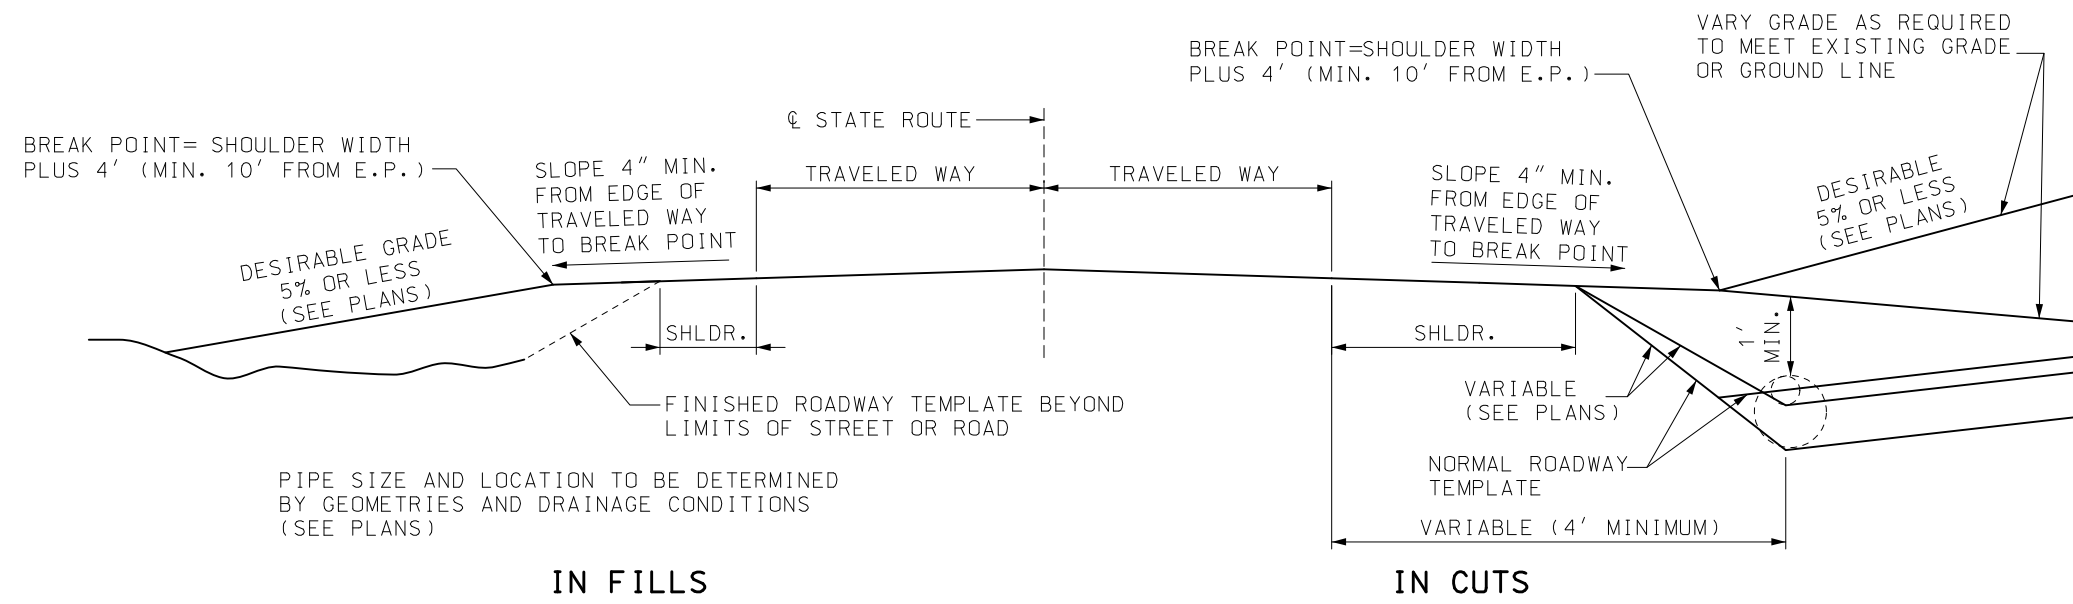 VARY GRADE AS REQUIRED
TO MEET EXISTING GRADE
OR GROUND LINE
BREAK POINT=SHOULDER WIDTH
PLUS 4' (MIN. 10' FROM E.P.)
℄ STATE ROUTE
BREAK POINT= SHOULDER WIDTH
PLUS 4' (MIN. 10' FROM E.P.)
SLOPE 4" MIN.
FROM EDGE OF
TRAVELED WAY
TO BREAK POINT
TRAVELED WAY
TRAVELED WAY
SLOPE 4" MIN.
FROM EDGE OF
TRAVELED WAY
TO BREAK POINT
DESIRABLE
5% OR LESS
(SEE PLANS)
DESIRABLE GRADE
5% OR LESS
(SEE PLANS)
SHLDR.
SHLDR.
1'
MIN.
VARIABLE
(SEE PLANS)
FINISHED ROADWAY TEMPLATE BEYOND
LIMITS OF STREET OR ROAD
NORMAL ROADWAY
TEMPLATE
PIPE SIZE AND LOCATION TO BE DETERMINED
BY GEOMETRIES AND DRAINAGE CONDITIONS
(SEE PLANS)
VARIABLE (4' MINIMUM)
IN FILLS
IN CUTS